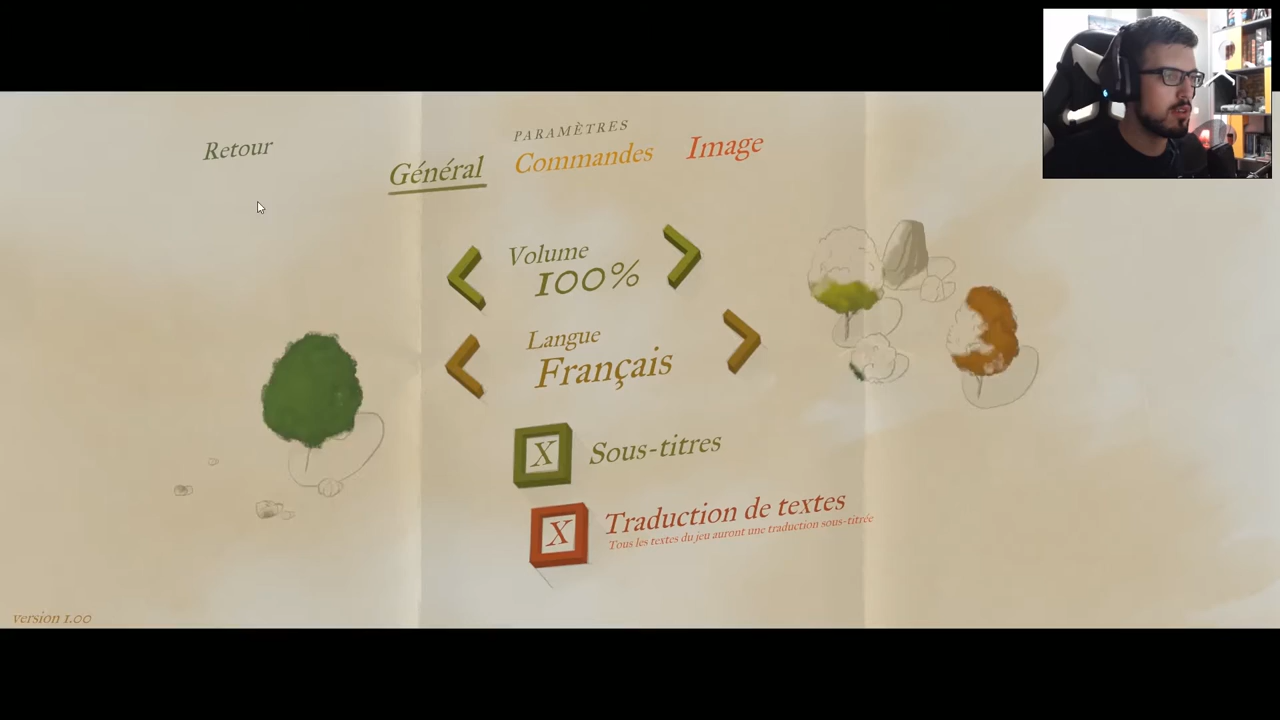 Retour
PARAMÈTRES
Général
Commandes
Image
Volume
100%
Langue
Français
X Sous-titres
X Traduction de textes
Tous les textes du jeu auront une traduction sous-titrée
version 1.00